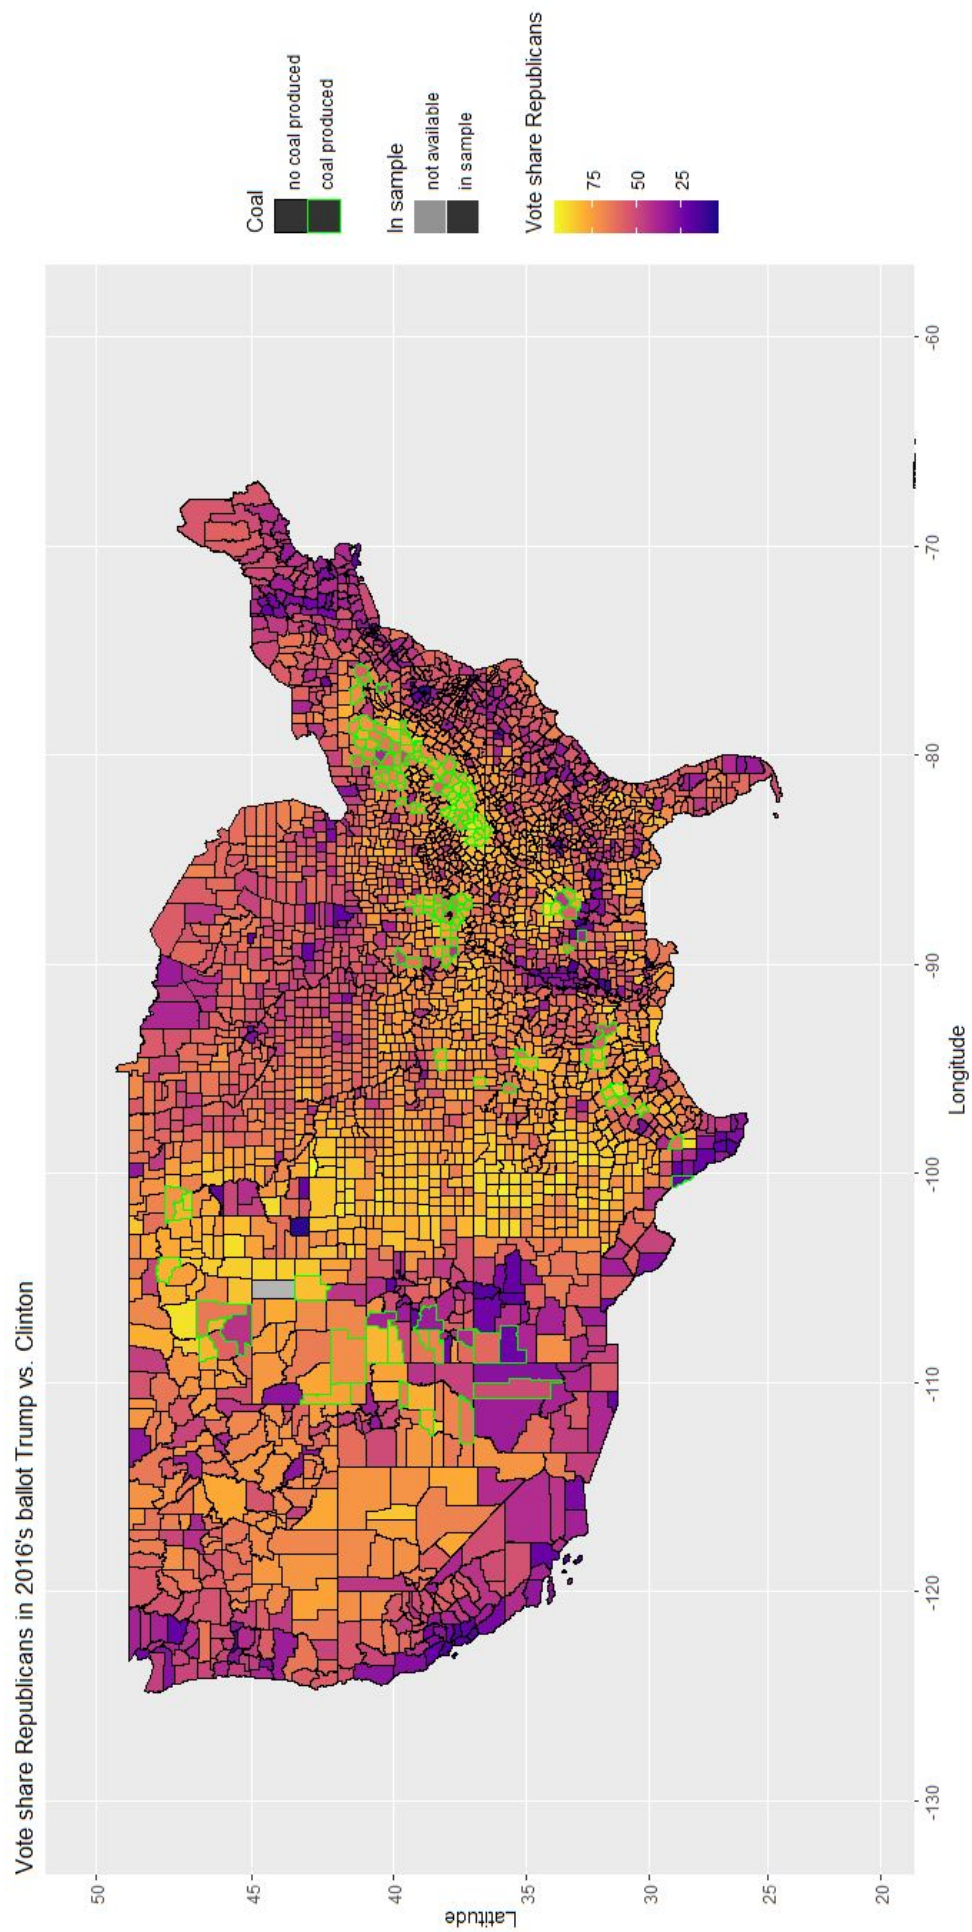 Vote share Republicans in 2016's ballot Trump vs. Clinton
Latitude
50
45
40
35
30
25
20
-130
-120
-110
-100
-90
-80
-70
-60
Longitude
Coal
no coal produced
coal produced
In sample
not available
in sample
Vote share Republicans
75
50
25